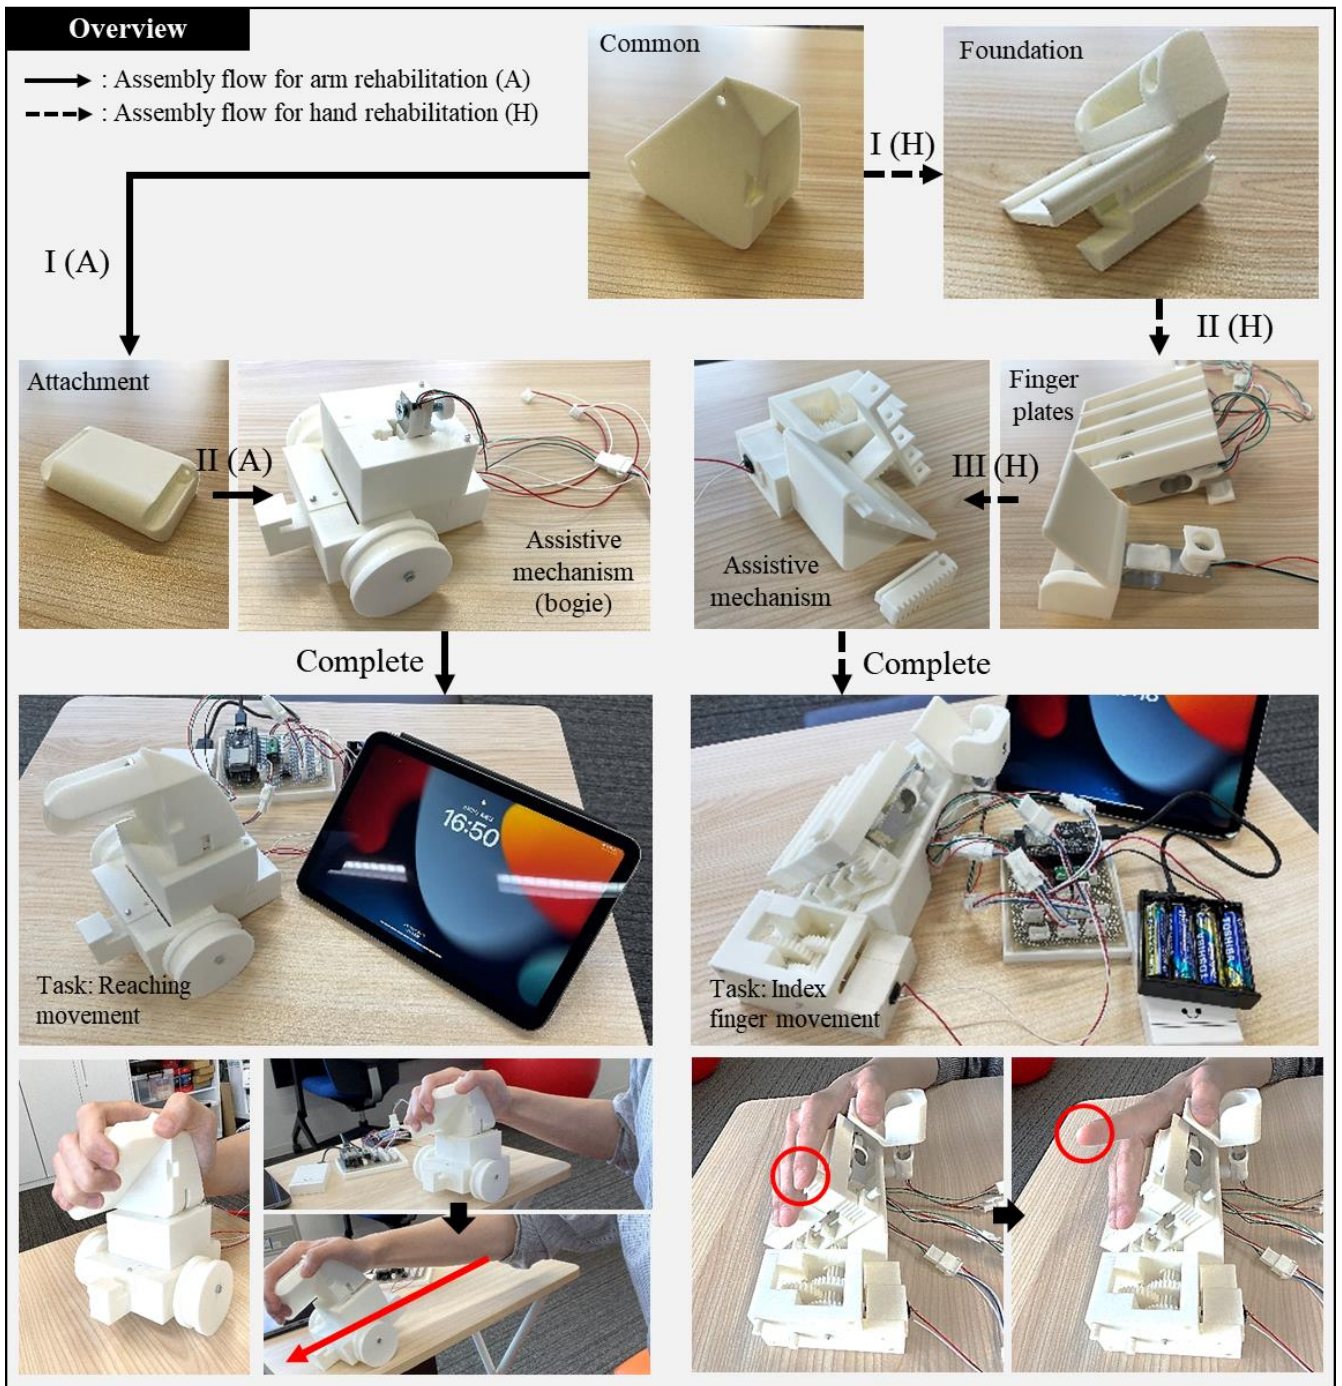 Overview
: Assembly flow for arm rehabilitation (A)
: Assembly flow for hand rehabilitation (H)
Common
Foundation
I (H)
I (A)
II (H)
Attachment
II (A)
Assistive
mechanism
(bogie)
Assistive
mechanism
III (H)
Finger
plates
Complete
Complete
16:50
Task: Reaching
movement
Task: Index
finger movement
TOSHIBA